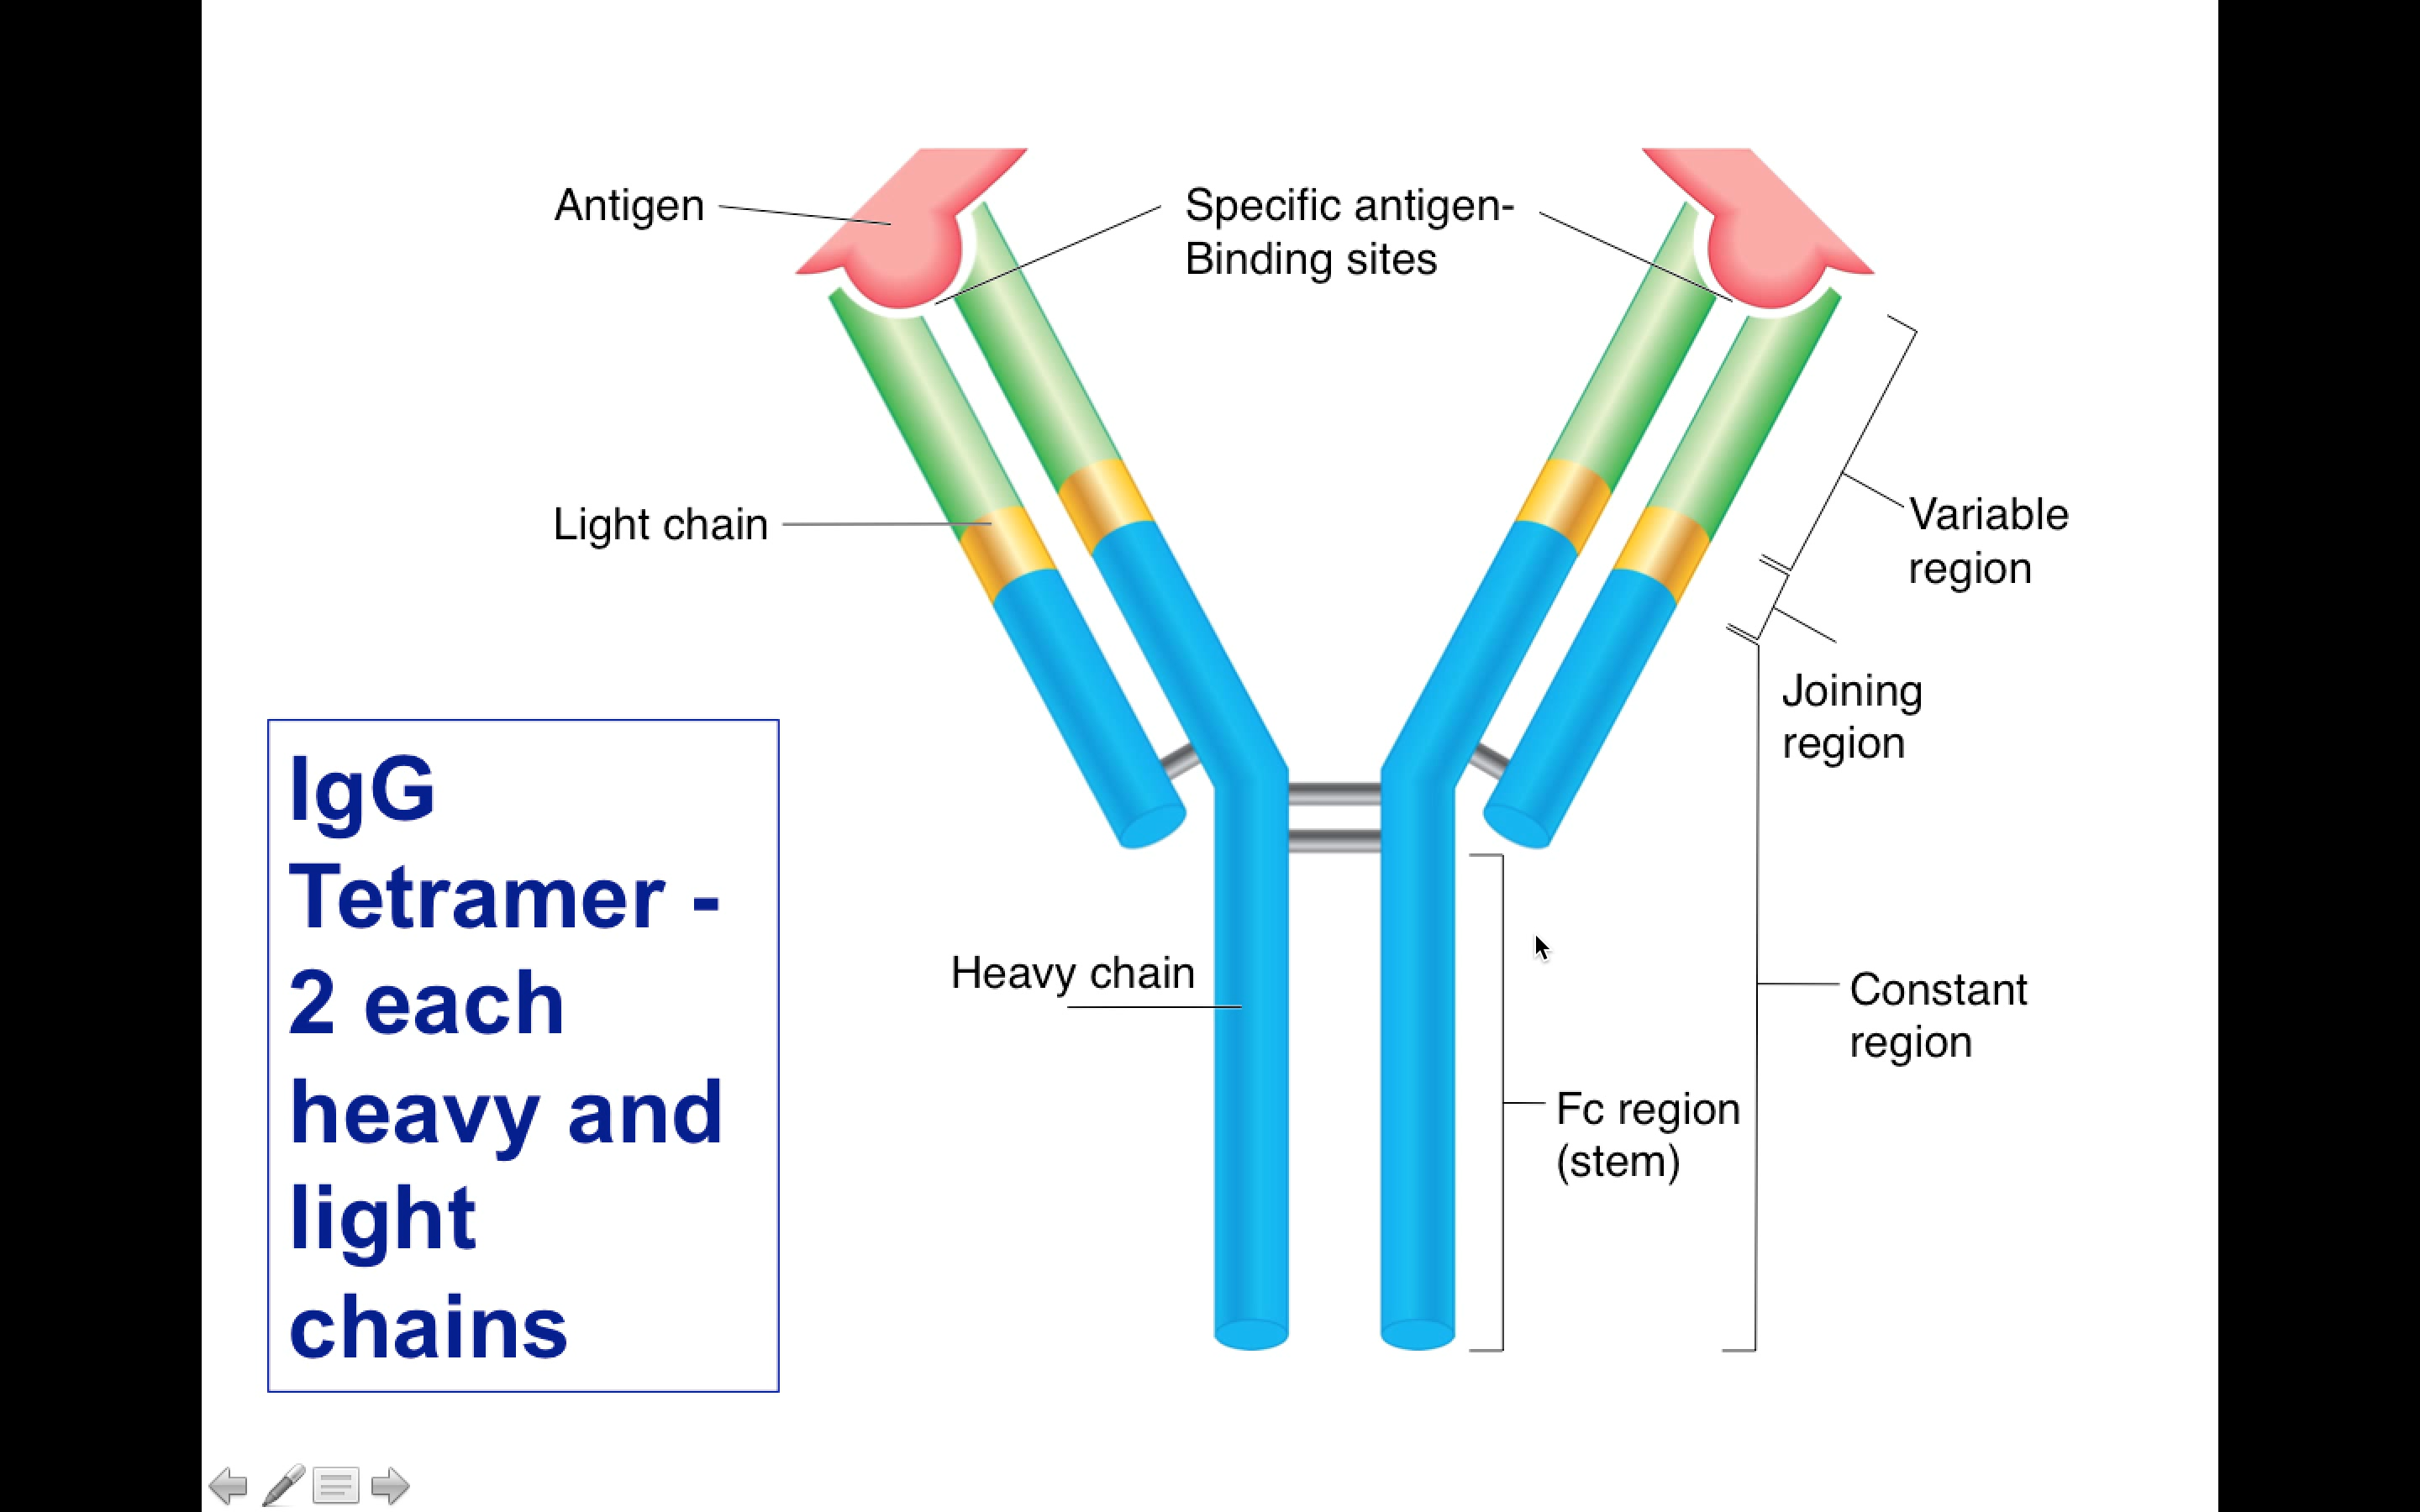 Antigen
Specific antigen-
Binding sites
Light chain
Variable
region
Joining
region
IgG
Tetramer -
2 each
heavy and
light
chains
Heavy chain
Constant
region
Fc region
(stem)